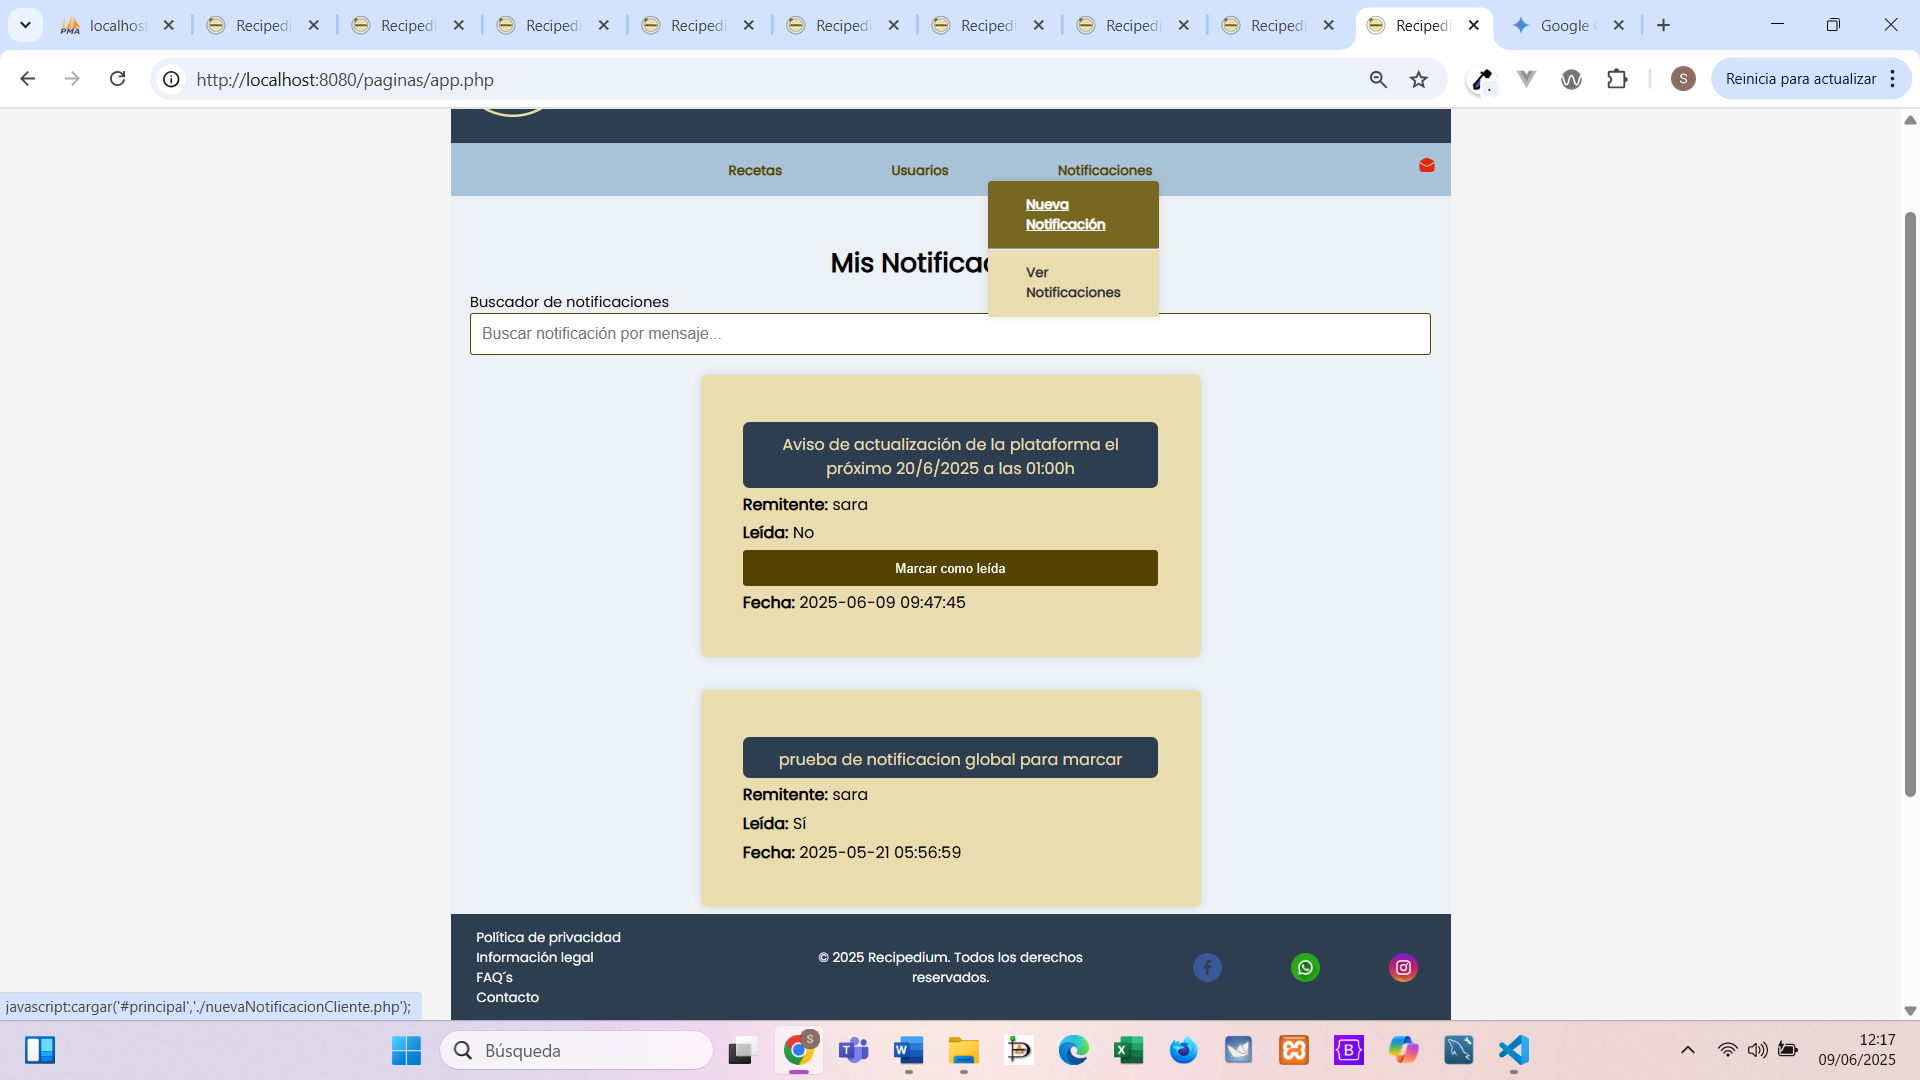 localhost
Recipedi
Recipedi
Recipedi
Recipedi
Recipedi
Recipedi
Recipedi
Recipedi
Recipedi
Google
http://localhost:8080/paginas/app.php
S
Reinicia para actualizar
Recetas
Usuarios
Notificaciones
Nueva
Notificación
Ver
Notificaciones
Mis Notifica
Buscador de notificaciones
Buscar notificación por mensaje...
Aviso de actualización de la plataforma el
próximo 20/6/2025 a las 01:00h
Remitente: sara
Leída: No
Marcar como leída
Fecha: 2025-06-09 09:47:45
prueba de notificacion global para marcar
Remitente: sara
Leída: Sí
Fecha: 2025-05-21 05:56:59
Política de privacidad
Información legal
FAQ´s
Contacto
© 2025 Recipedium. Todos los derechos
reservados.
javascript:cargar('#principal','./nuevaNotificacionCliente.php');
Búsqueda
12:17
09/06/2025